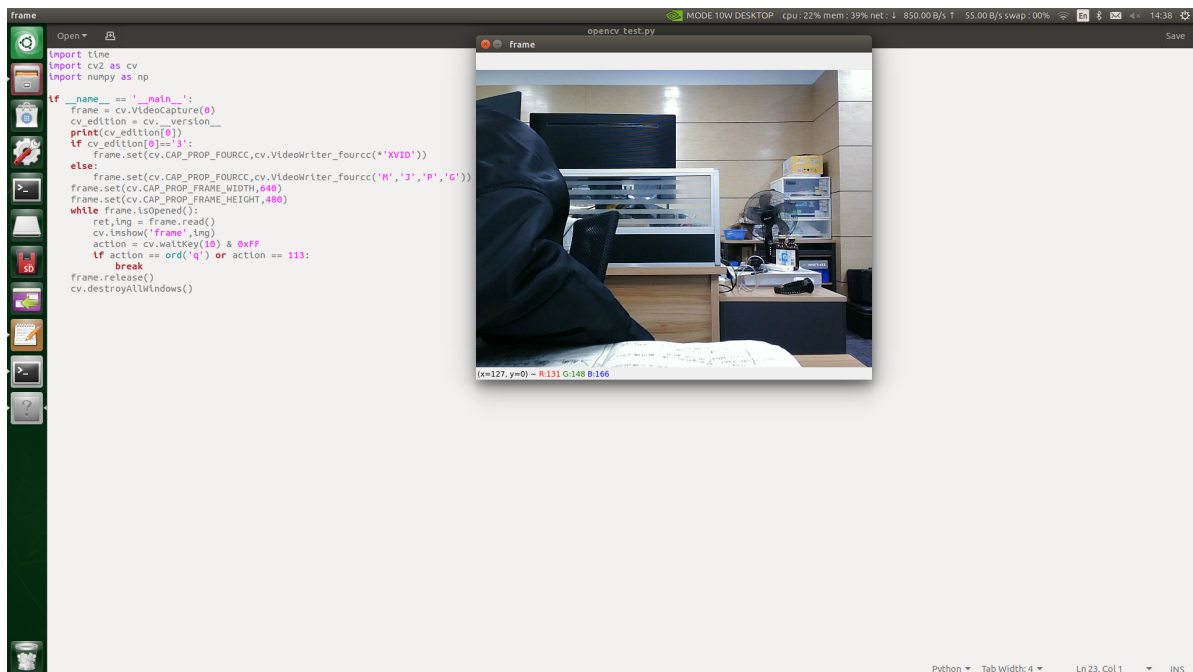 frame
MODE 10W DESKTOP cpu : 22% mem : 39% net : ↓ 850.00 B/s ↑ 55.00 B/s swap : 00% En 14:38
Open
opencv_test.py
Save
import time
import cv2 as cv
import numpy as np
if __name__ == '__main__':
frame = cv.VideoCapture(0)
cv_edition = cv.__version__
print(cv_edition[0])
if cv_edition[0]=='3':
frame.set(cv.CAP_PROP_FOURCC,cv.VideoWriter_fourcc(*'XVID'))
else:
frame.set(cv.CAP_PROP_FOURCC,cv.VideoWriter_fourcc('M','J','P','G'))
frame.set(cv.CAP_PROP_FRAME_WIDTH,640)
frame.set(cv.CAP_PROP_FRAME_HEIGHT,480)
while frame.isOpened():
ret,img = frame.read()
cv.imshow('frame',img)
action = cv.waitKey(10) & 0xFF
if action == ord('q') or action == 113:
break
frame.release()
cv.destroyAllWindows()
frame
(x=127, y=0) ~ R:131 G:148 B:166
SD
Python Tab Width: 4 Ln 23, Col 1 INS